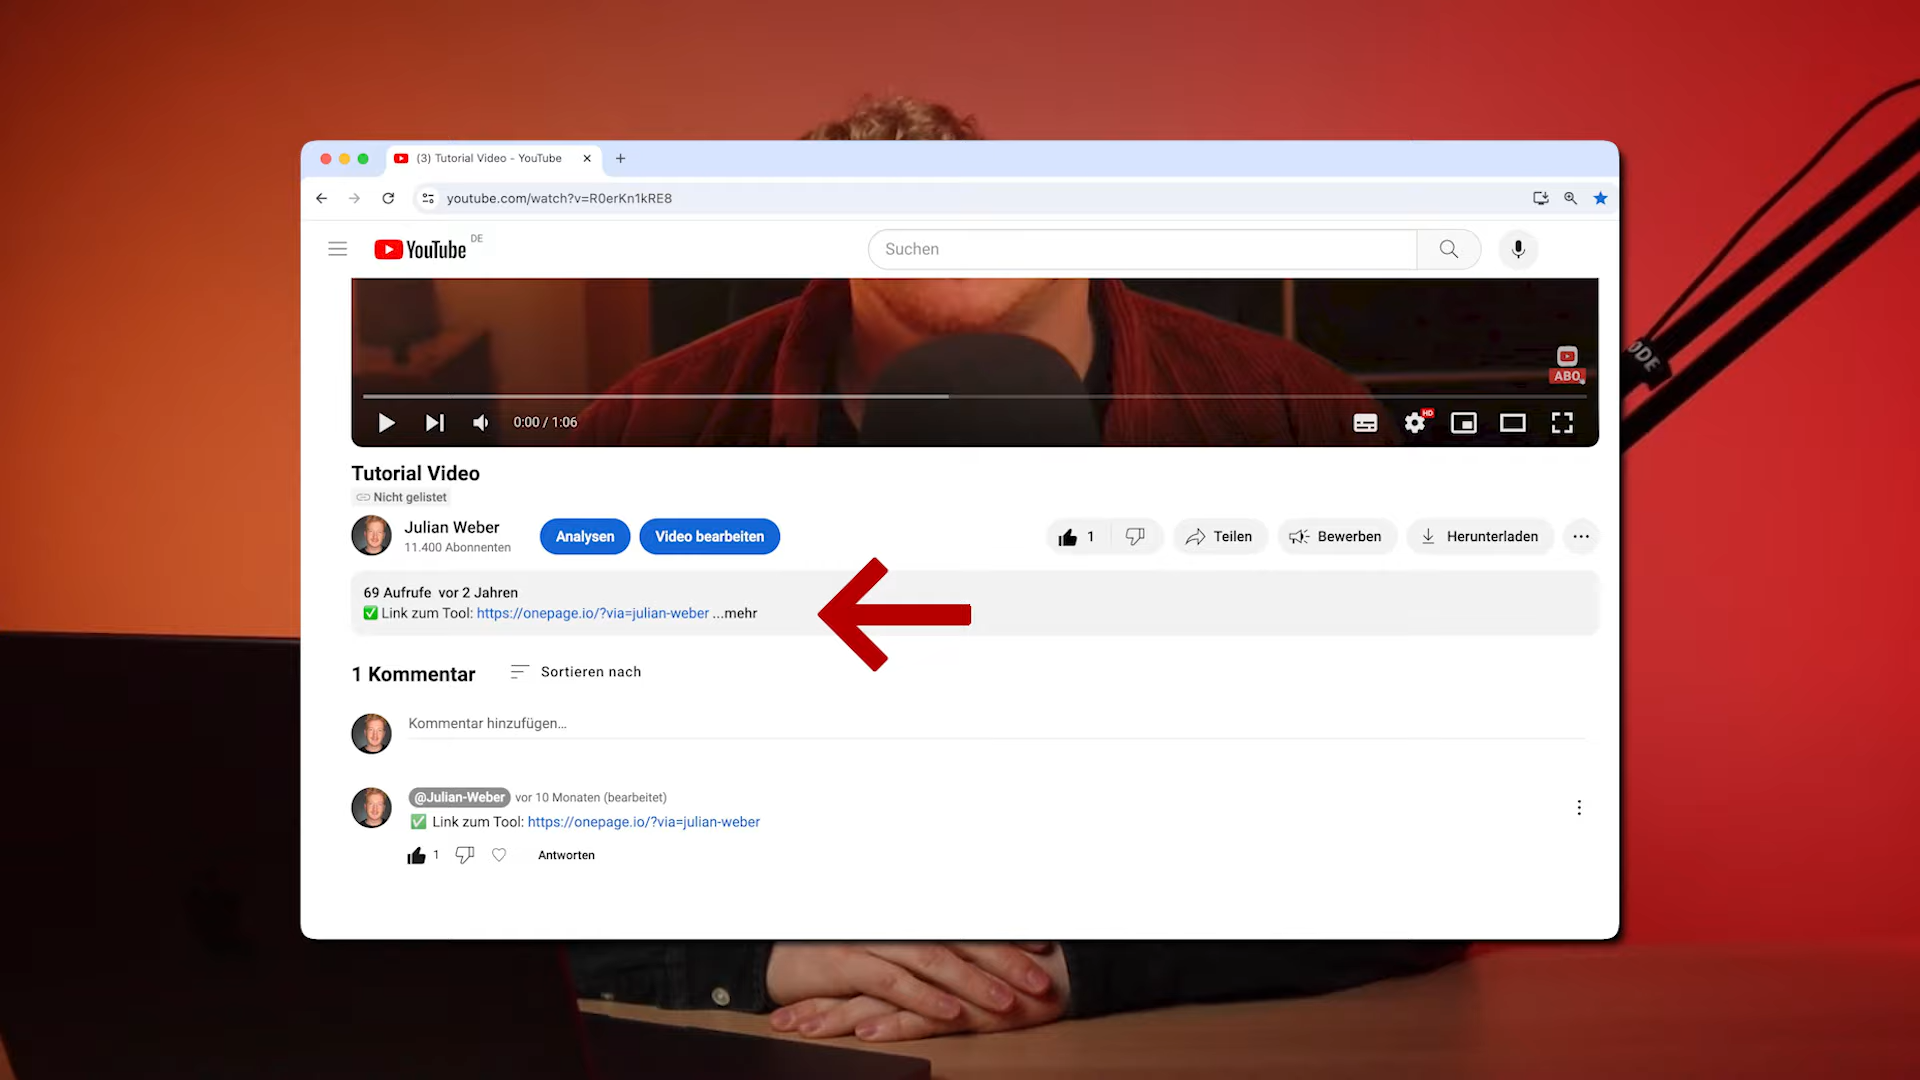 (3) Tutorial Video - YouTube
youtube.com/watch?v=R0erKn1kRE8
YouTube DE
Suchen
ABO
0:00 / 1:06
HD
Tutorial Video
Nicht gelistet
Julian Weber
11.400 Abonnenten
Analysen
Video bearbeiten
1
Teilen
Bewerben
Herunterladen
69 Aufrufe vor 2 Jahren
✅ Link zum Tool: https://onepage.io/?via=julian-weber ...mehr
1 Kommentar
Sortieren nach
Kommentar hinzufügen...
@Julian-Weber vor 10 Monaten (bearbeitet)
✅ Link zum Tool: https://onepage.io/?via=julian-weber
1
Antworten